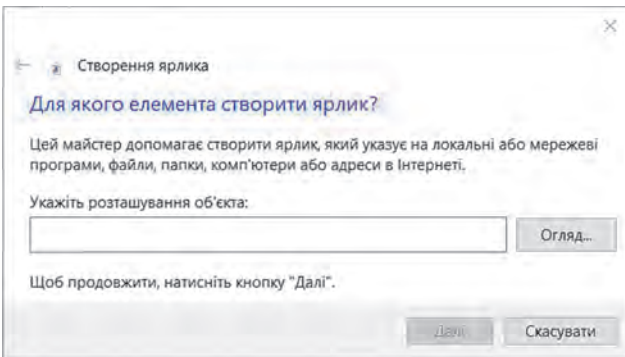 Створення ярлика
Для якого елемента створити ярлик?
Цей майстер допомагає створити ярлик, який указує на локальні або мережеві
програми, файли, папки, комп'ютери або адреси в Інтернеті.
Укажіть розташування об'єкта:
Огляд...
Щоб продовжити, натисніть кнопку "Далі".
Далі
Скасувати